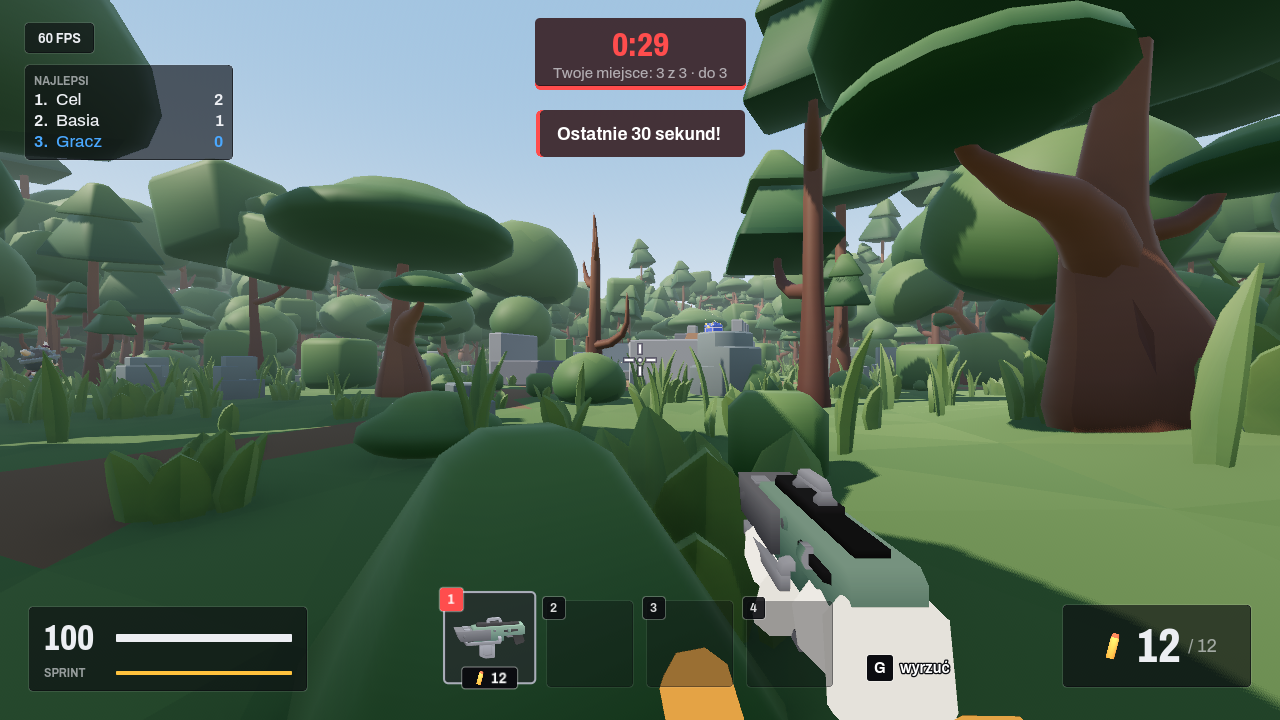 60 FPS
NAJLEPSI
1. Cel 2
2. Basia 1
3. Gracz 0
0:29
Twoje miejsce: 3 z 3 · do 3
Ostatnie 30 sekund!
100
SPRINT
1
12
2
3
4
G wyrzuć
12 / 12